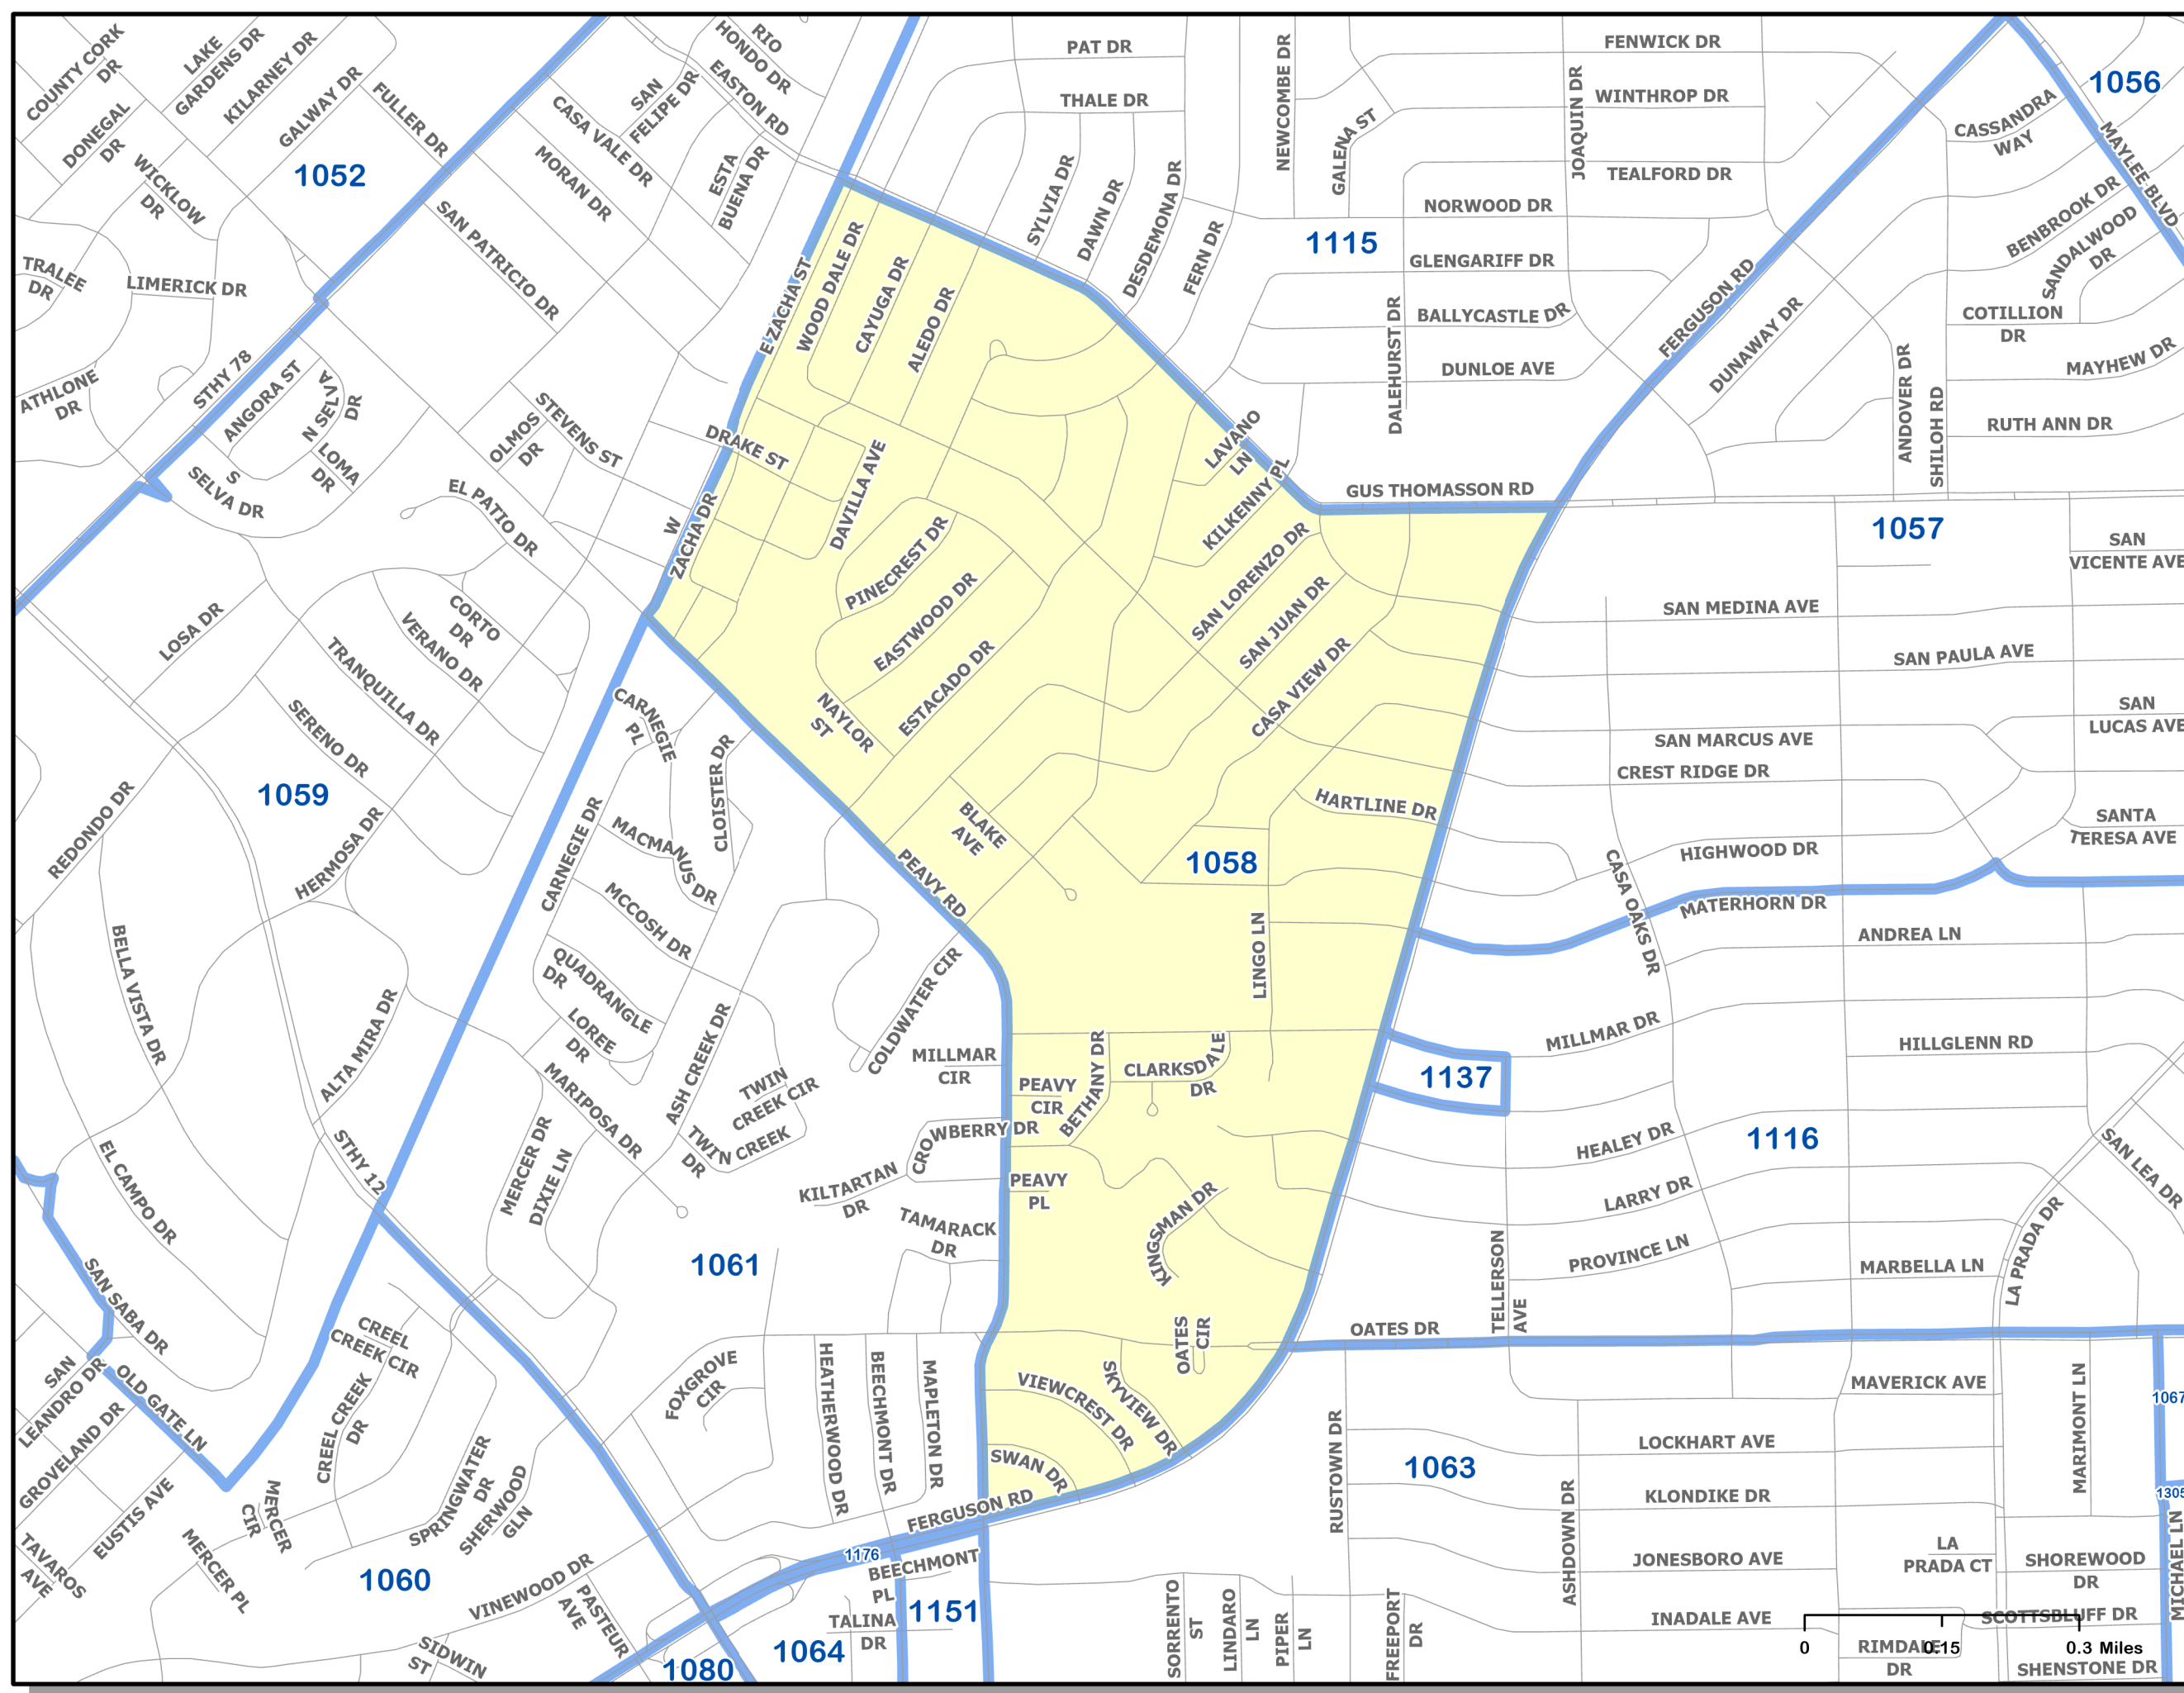 COUNTY CORK
DR
LAKE
GARDENS DR
KILARNEY DR
GALWAY DR
FULLER DR
DONEGAL
DR
WICKLOW
DR
1052
TRALEE
DR
LIMERICK DR
ATHLONE
DR
STHY 78
ANGORA ST
N SELVA
DR
LOMA
DR
S
SELVA DR
RIO
HONDO DR
EASTON RD
SAN
FELIPE DR
CASA VALE DR
MORAN DR
ESTA
BUENA DR
SAN PATRICIO DR
STEVENS ST
OLMOS
DR
EL PATIO DR
DRAKE ST
W
ZACHA DR
E ZACHA ST
WOOD DALE DR
CAYUGA DR
ALEDO DR
SYLVIA DR
DAWN DR
DESDEMONA DR
FERN DR
PAT DR
THALE DR
NEWCOMBE DR
GALENA ST
JOAQUIN DR
FENWICK DR
WINTHROP DR
TEALFORD DR
NORWOOD DR
1115
GLENGARIFF DR
BALLYCASTLE DR
DALEHURST DR
DUNLOE AVE
FERGUSON RD
DUNAWAY DR
1056
CASSANDRA
WAY
MAYLEE BLVD
BENBROOK DR
SANDALWOOD
DR
COTILLION
DR
MAYHEW DR
ANDOVER DR
SHILOH RD
RUTH ANN DR
LAVANO
LN
KILKENNY PL
GUS THOMASSON RD
DAVILLA AVE
PINECREST DR
EASTWOOD DR
ESTACADO DR
NAYLOR
ST
SAN LORENZO DR
SAN JUAN DR
CASA VIEW DR
1057
SAN
VICENTE AVE
SAN MEDINA AVE
SAN PAULA AVE
SAN
LUCAS AVE
SAN MARCUS AVE
CREST RIDGE DR
SANTA
TERESA AVE
HIGHWOOD DR
CASA OAKS DR
MATERHORN DR
ANDREA LN
LOSA DR
CORTO
DR
VERANO DR
TRANQUILLA DR
SERENO DR
1059
REDONDO DR
HERMOSA DR
CARNEGIE
PL
CLOISTER DR
CARNEGIE DR
MACMANUS DR
MCCOSH DR
QUADRANGLE
DR
LOREE
DR
BELLA VISTA DR
ALTA MIRA DR
PEAVY RD
BLAKE
AVE
1058
HARTLINE DR
LINGO LN
COLDWATER CIR
ASH CREEK DR
MARIPOSA DR
TWIN
CREEK CIR
TWIN CREEK
DR
MILLMAR
CIR
PEAVY
CIR
BETHANY DR
CLARKSDALE
DR
CROWBERRY DR
PEAVY
PL
KILTARTAN
DR
TAMARACK
DR
KINGSMAN DR
MILLMAR DR
HILLGLENN RD
1137
HEALEY DR
1116
LARRY DR
SAN LEA DR
TELLERSON
AVE
PROVINCE LN
MARBELLA LN
LA PRADA DR
STHY 12
MERCER DR
DIXIE LN
EL CAMPO DR
SAN SABA DR
1061
OATES
CIR
OATES DR
SAN
LEANDRO DR
OLD GATE LN
GROVELAND DR
CREEL
CREEK CIR
CREEL CREEK
DR
FOXGROVE
CIR
HEATHERWOOD DR
BEECHMONT DR
MAPLETON DR
VIEWCREST DR
SKYVIEW DR
SWAN DR
MAVERICK AVE
1067
MARIMONT LN
LOCKHART AVE
RUSTOWN DR
1063
KLONDIKE DR
1305
ASHDOWN DR
MICHAEL LN
EUSTIS AVE
TAVAROS
AVE
MERCER
CIR
MERCER PL
SPRINGWATER
DR
SHERWOOD
GLN
1060
FERGUSON RD
1176
BEECHMONT
PL
VINEWOOD DR
PASTEUR
AVE
SIDWIN
ST
1151
TALINA
DR
1064
1080
SORRENTO
ST
LINDARO
LN
PIPER
LN
FREEPORT
DR
JONESBORO AVE
LA
PRADA CT
SHOREWOOD
DR
INADALE AVE
SCOTTSBLUFF DR
0 0.15 0.3 Miles
RIMDALE
DR
SHENSTONE DR